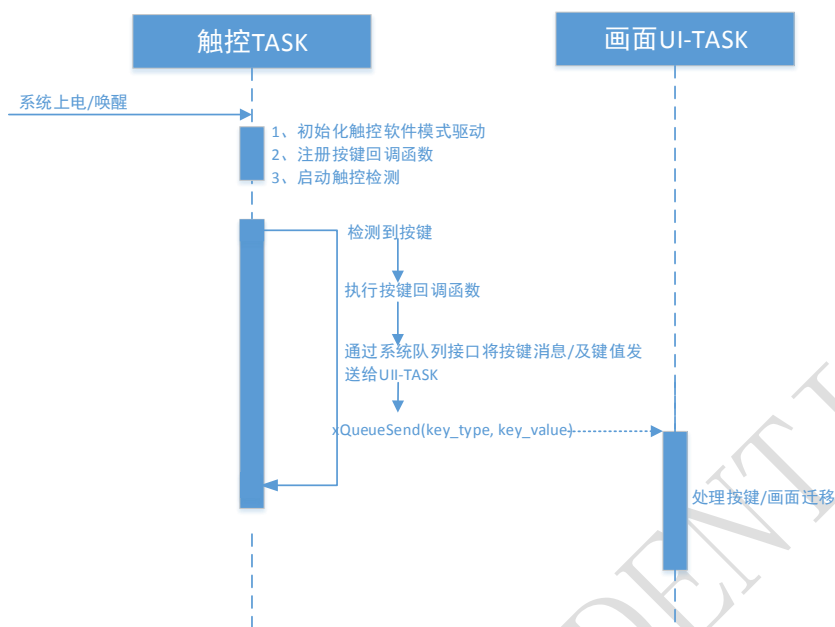 触控TASK
画面UI-TASK
系统上电/唤醒
1、初始化触控软件模式驱动
2、注册按键回调函数
3、启动触控检测
检测到按键
执行按键回调函数
通过系统队列接口将按键消息/及键值发
送给UII-TASK
xQueueSend(key_type, key_value)
处理按键/画面迁移
DENT